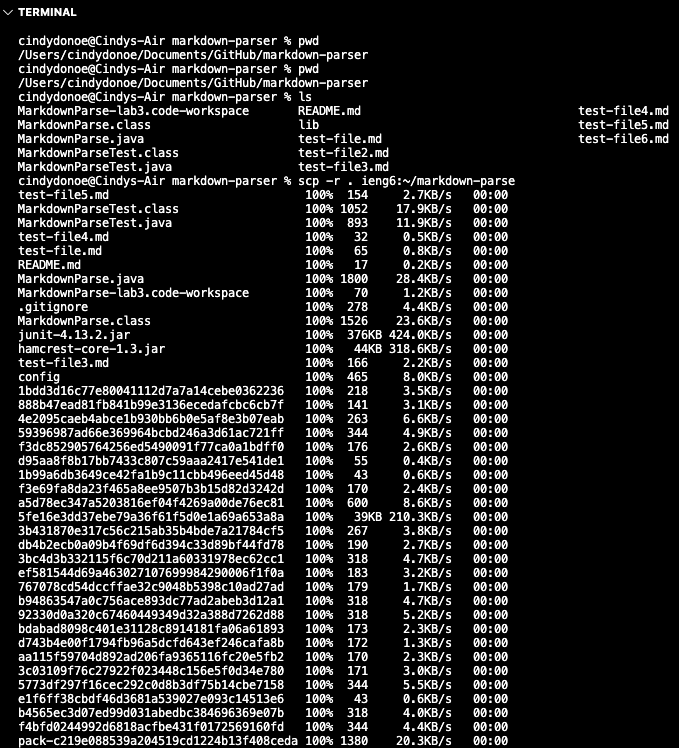 TERMINAL
cindydonoe@Cindys-Air markdown-parser % pwd
/Users/cindydonoe/Documents/GitHub/markdown-parser
cindydonoe@Cindys-Air markdown-parser % pwd
/Users/cindydonoe/Documents/GitHub/markdown-parser
cindydonoe@Cindys-Air markdown-parser % ls
MarkdownParse-lab3.code-workspace README.md test-file4.md
MarkdownParse.class lib test-file5.md
MarkdownParse.java test-file.md test-file6.md
MarkdownParseTest.class test-file2.md
MarkdownParseTest.java test-file3.md
cindydonoe@Cindys-Air markdown-parser % scp -r . ieng6:~/markdown-parse
test-file5.md 100% 154 2.7KB/s 00:00
MarkdownParseTest.class 100% 1052 17.9KB/s 00:00
MarkdownParseTest.java 100% 893 11.9KB/s 00:00
test-file4.md 100% 32 0.5KB/s 00:00
test-file.md 100% 65 0.8KB/s 00:00
README.md 100% 17 0.2KB/s 00:00
MarkdownParse.java 100% 1800 28.4KB/s 00:00
MarkdownParse-lab3.code-workspace 100% 70 1.2KB/s 00:00
.gitignore 100% 278 4.4KB/s 00:00
MarkdownParse.class 100% 1526 23.6KB/s 00:00
junit-4.13.2.jar 100% 376KB 424.0KB/s 00:00
hamcrest-core-1.3.jar 100% 44KB 318.6KB/s 00:00
test-file3.md 100% 166 2.2KB/s 00:00
config 100% 465 8.0KB/s 00:00
1bdd3d16c77e80041112d7a7a14cebe0362236 100% 218 3.5KB/s 00:00
888b47ead81fb841b99e3136ecedafcbc6cb7f 100% 141 3.1KB/s 00:00
4e2095caeb4abce1b930bb6b0e5af8e3b07eab 100% 263 6.6KB/s 00:00
59396987ad66e369964bcbd246a3d61ac721ff 100% 344 4.9KB/s 00:00
f3dc852905764256ed5490091f77ca0a1bdff0 100% 176 2.6KB/s 00:00
d95aa8f8b17bb7433c807c59aaa2417e541de1 100% 55 0.4KB/s 00:00
1b99a6db3649ce42fa1b9c11cbb496eed45d48 100% 43 0.6KB/s 00:00
f3e69fa8da23f465a8ee9507b3b15d82d3242d 100% 170 2.4KB/s 00:00
a5d78ec347a5203816ef04f4269a00de76ec81 100% 600 8.6KB/s 00:00
5fe16e3dd37ebe79a36f61f5d0e1a69a653a8a 100% 39KB 210.3KB/s 00:00
3b431870e317c56c215ab35b4bde7a21784cf5 100% 267 3.8KB/s 00:00
db4b2ecb0a09b4f69df6d394c33d89bf44fd78 100% 190 2.7KB/s 00:00
3bc4d3b332115f6c70d211a60331978ec62cc1 100% 318 4.7KB/s 00:00
ef581544d69a463027107699984290006f1f0a 100% 183 3.2KB/s 00:00
767078cd54dccffae32c9048b5398c10ad27ad 100% 179 1.7KB/s 00:00
b94863547a0c756ace893dc77ad2abeb3d12a1 100% 318 4.7KB/s 00:00
92330d0a320c67460449349d32a388d7262d88 100% 318 5.2KB/s 00:00
bdabad8098c401e31128c8914181fa06a61893 100% 173 2.3KB/s 00:00
d743b4e00f1794fb96a5dcfd643ef246cafa8b 100% 172 1.3KB/s 00:00
aa115f59704d892ad206fa9365116fc20e5fb2 100% 170 2.3KB/s 00:00
3c03109f76c27922f023448c156e5f0d34e780 100% 171 3.0KB/s 00:00
5773df297f16cec292c0d8b3df75b14cbe7158 100% 344 5.5KB/s 00:00
e1f6ff38cbdf46d3681a539027e093c14513e6 100% 43 0.6KB/s 00:00
b4565ec3d07ed99d031abedbc384696369e07b 100% 318 4.0KB/s 00:00
f4bfd0244992d6818acfbe431f0172569160fd 100% 344 4.4KB/s 00:00
pack-c219e088539a204519cd1224b13f408ceda 100% 1380 20.3KB/s 00:00